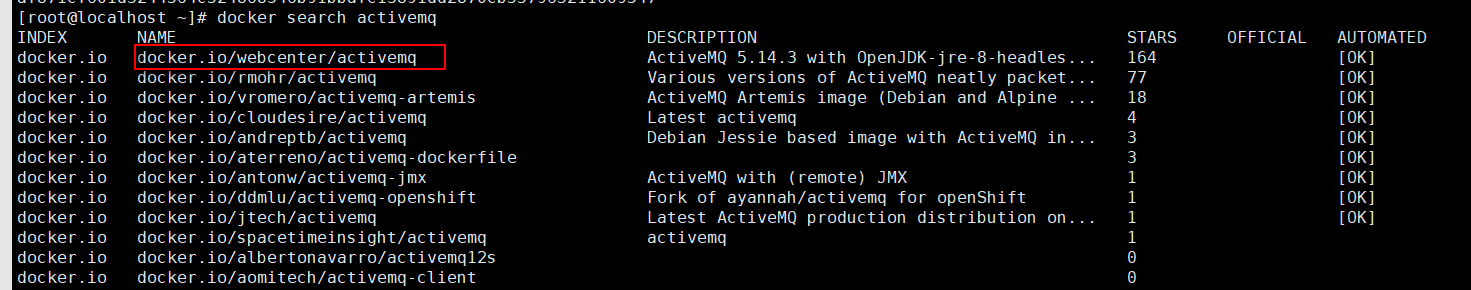 [root@localhost ~]# docker search activemq
INDEX NAME DESCRIPTION STARS OFFICIAL AUTOMATED
docker.io docker.io/webcenter/activemq ActiveMQ 5.14.3 with OpenJDK-jre-8-headles... 164 [OK]
docker.io docker.io/rmohr/activemq Various versions of ActiveMQ neatly packet... 77 [OK]
docker.io docker.io/vromero/activemq-artemis ActiveMQ Artemis image (Debian and Alpine ... 18 [OK]
docker.io docker.io/cloudesire/activemq Latest activemq 4 [OK]
docker.io docker.io/andreptb/activemq Debian Jessie based image with ActiveMQ in... 3 [OK]
docker.io docker.io/aterreno/activemq-dockerfile 3 [OK]
docker.io docker.io/antonw/activemq-jmx ActiveMQ with (remote) JMX 1 [OK]
docker.io docker.io/ddmlu/activemq-openshift Fork of ayannah/activemq for openShift 1 [OK]
docker.io docker.io/jtech/activemq Latest ActiveMQ production distribution on... 1 [OK]
docker.io docker.io/spacetimeinsight/activemq activemq 1
docker.io docker.io/albertonavarro/activemq12s 0
docker.io docker.io/aomitech/activemq-client 0